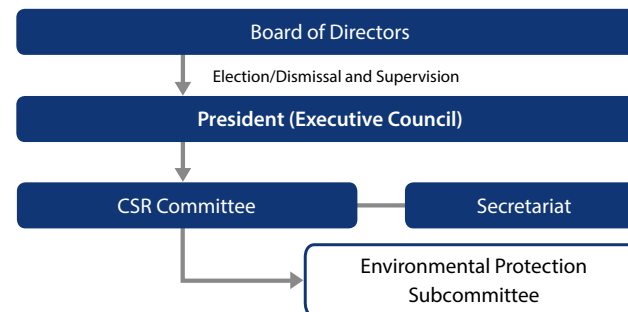 Board of Directors
Election/Dismissal and Supervision
President (Executive Council)
CSR Committee
Secretariat
Environmental Protection
Subcommittee